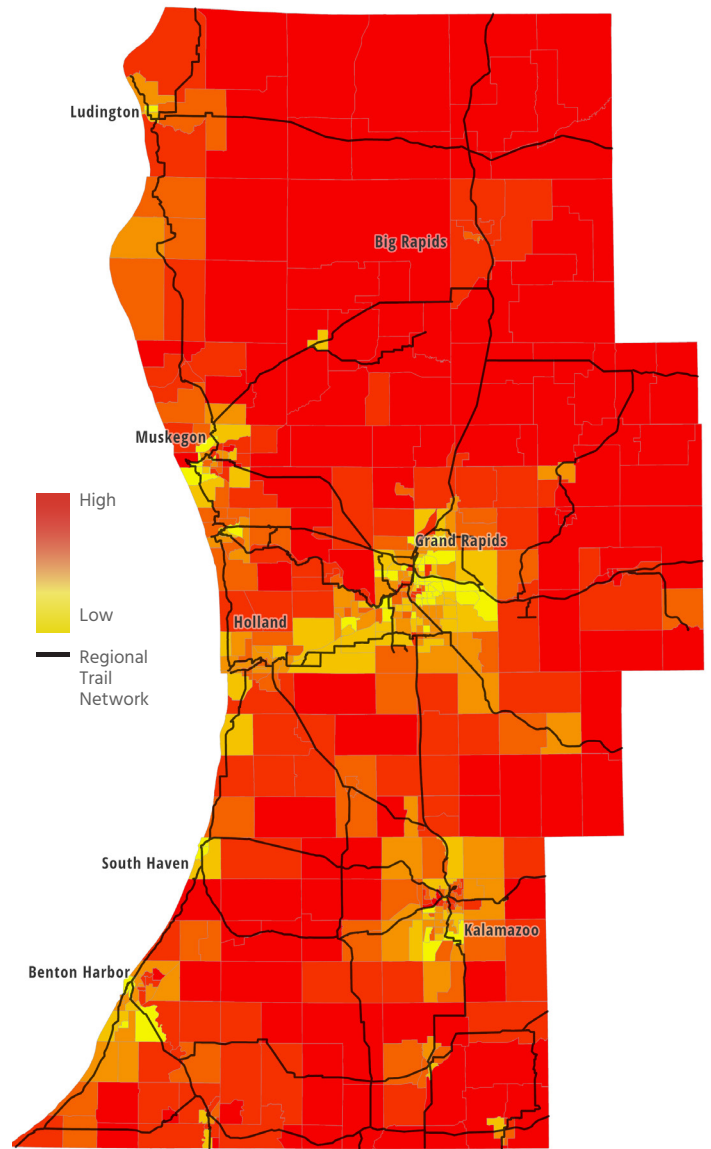 Ludington
Big Rapids
Muskegon
High
Grand Rapids
Low
Holland
Regional
Trail
Network
South Haven
Kalamazoo
Benton Harbor